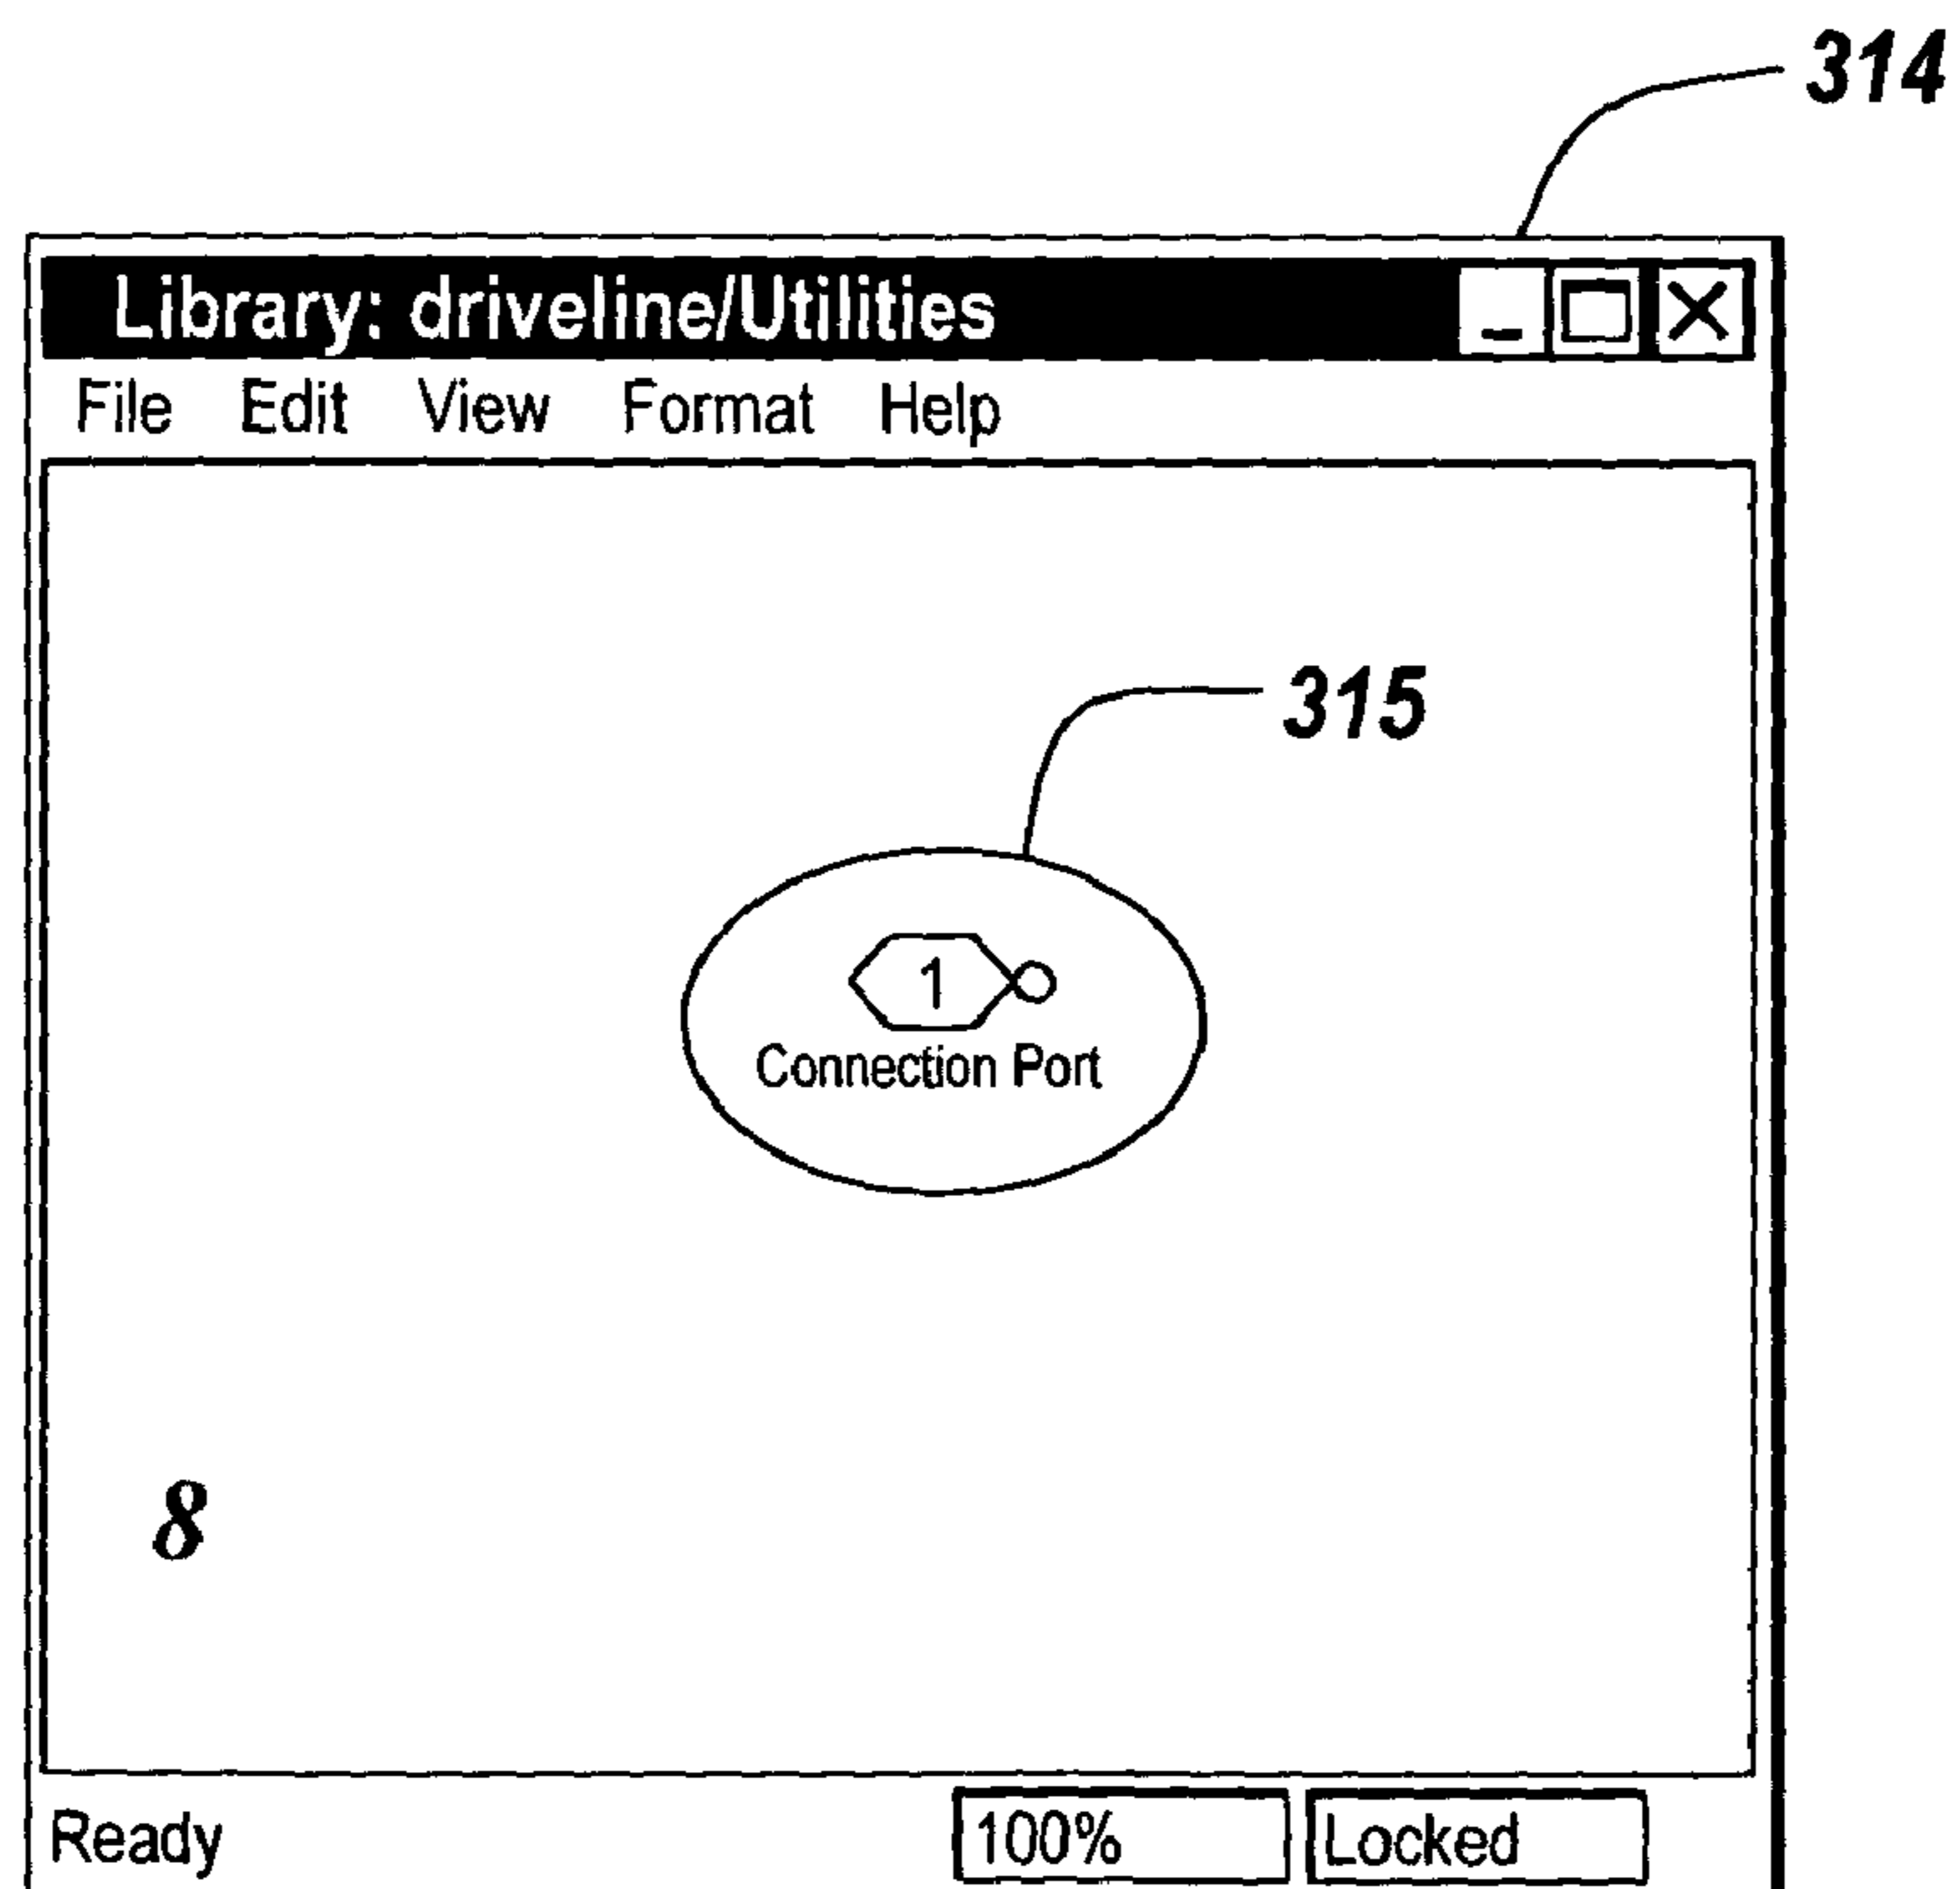 314
Library: driveline/Utilities
File Edit View Format Help
315
1
Connection Port
8
Ready 100% Locked